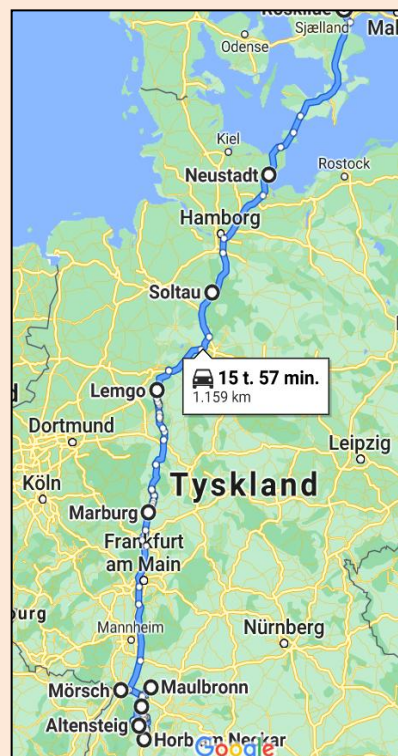 Roskilde
Sjælland
Odense
Kiel
Rostock
Neustadt
Hamborg
Soltau
15 t. 57 min.
1.159 km
Lemgo
Dortmund
Leipzig
Köln
Tyskland
Marburg
Frankfurt
am Main
Mannheim
Nürnberg
Mörsch
Maulbronn
Altensteig
Horb am Neckar
Google